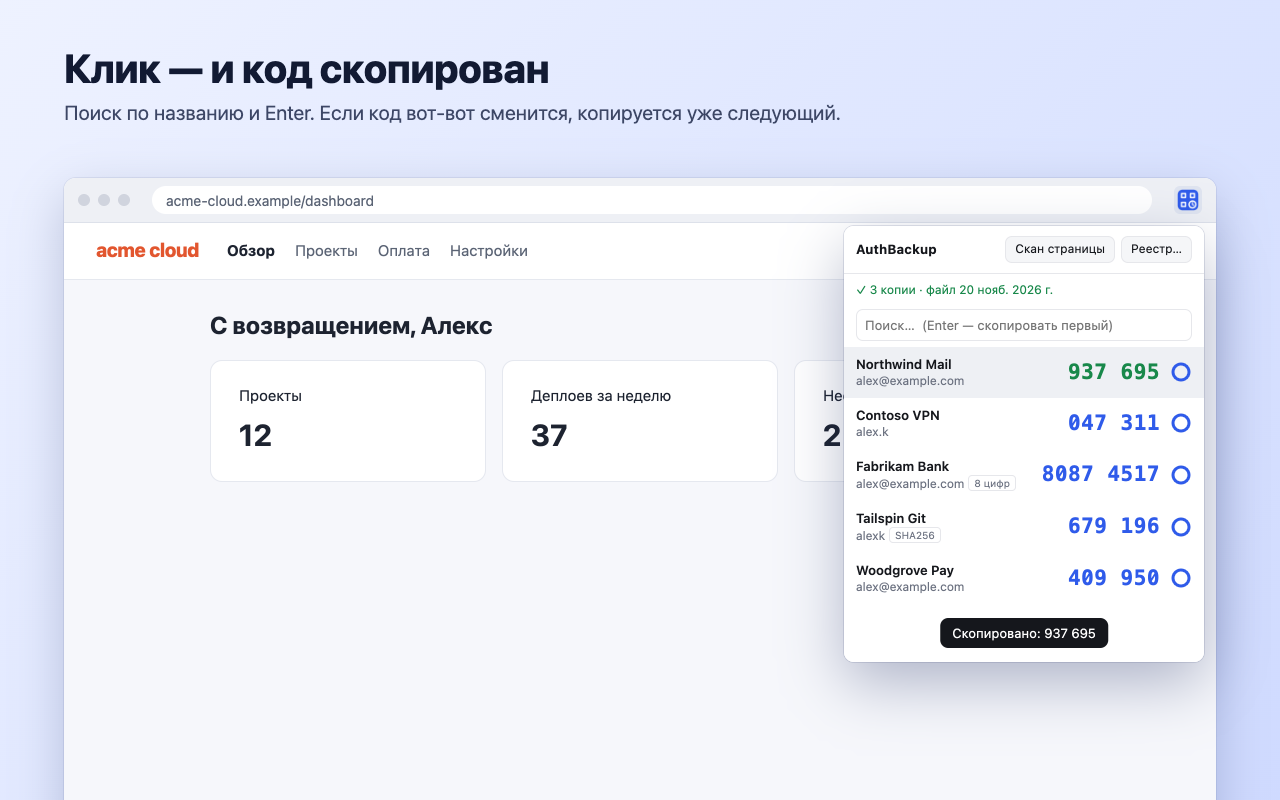 Клик — и код скопирован
Поиск по названию и Enter. Если код вот-вот сменится, копируется уже следующий.
acme-cloud.example/dashboard
acme cloud Обзор Проекты Оплата Настройки
С возвращением, Алекс
Проекты
12
Деплоев за неделю
37
2
AuthBackup
Скан страницы
Реестр...
✓ 3 копии · файл 20 нояб. 2026 г.
Поиск... (Enter — скопировать первый)
Northwind Mail
alex@example.com
937 695
Contoso VPN
alex.k
047 311
Fabrikam Bank
alex@example.com 8 цифр
8087 4517
Tailspin Git
alexk SHA256
679 196
Woodgrove Pay
alex@example.com
409 950
Скопировано: 937 695